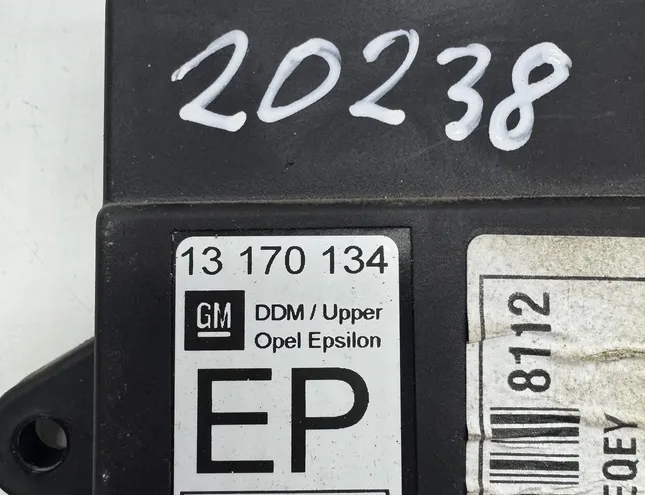 20238
13 170 134
GM
DDM / Upper
Opel Epsilon
EP
8112
EQEY